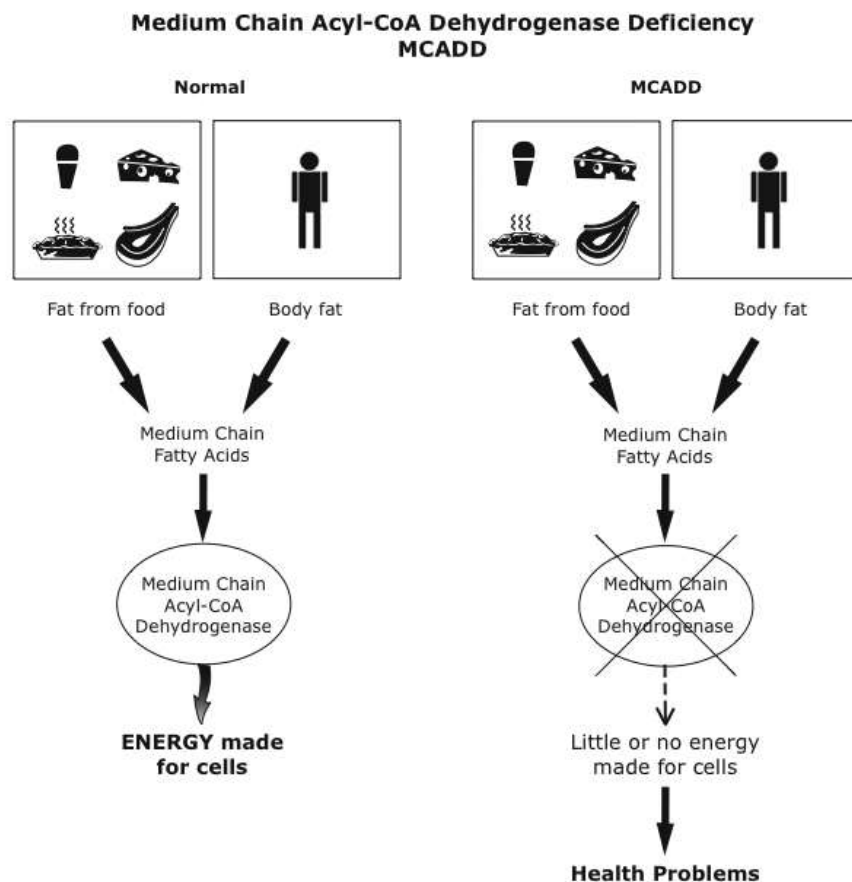 Medium Chain Acyl-CoA Dehydrogenase Deficiency
MCADD
Normal
Fat from food
Body fat
Medium Chain
Fatty Acids
Medium Chain
Acyl-CoA
Dehydrogenase
ENERGY made
for cells
MCADD
Fat from food
Body fat
Medium Chain
Fatty Acids
Medium Chain
Acyl-CoA
Dehydrogenase
Little or no energy
made for cells
Health Problems